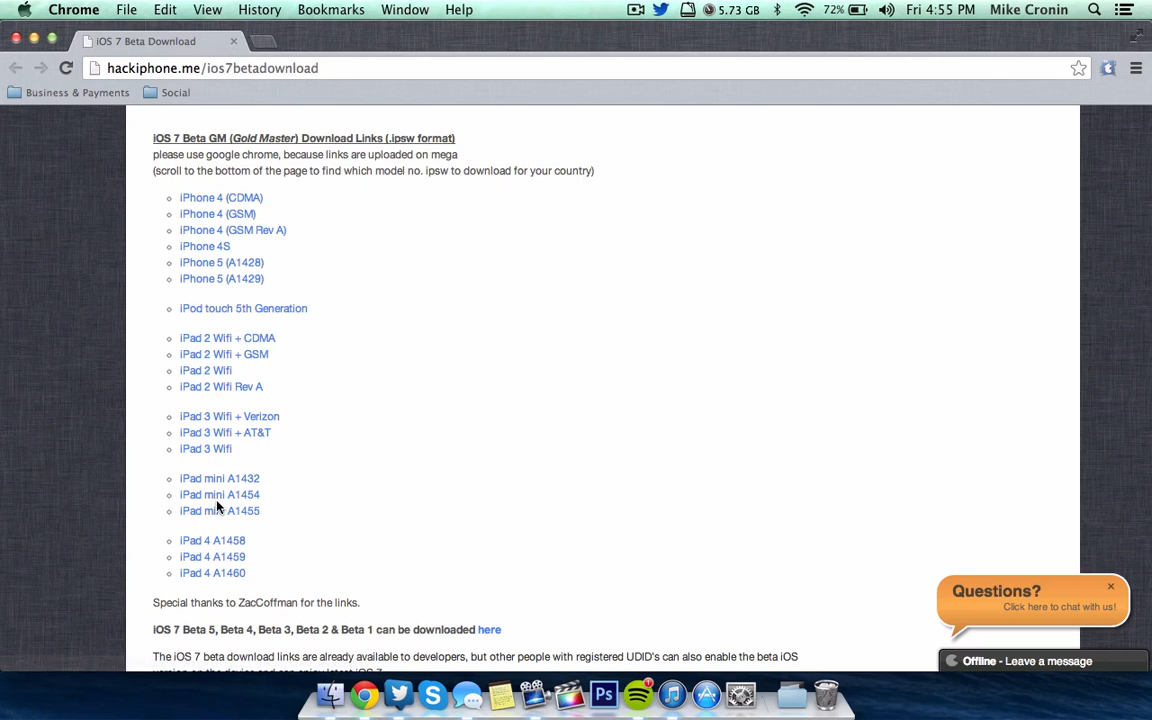 Chrome File Edit View History Bookmarks Window Help 5.73 GB 72% Fri 4:55 PM Mike Cronin
iOS 7 Beta Download
hackiphone.me/ios7betadownload
Business & Payments Social
iOS 7 Beta GM (Gold Master) Download Links (.ipsw format)
please use google chrome, because links are uploaded on mega
(scroll to the bottom of the page to find which model no. ipsw to download for your country)
iPhone 4 (CDMA)
iPhone 4 (GSM)
iPhone 4 (GSM Rev A)
iPhone 4S
iPhone 5 (A1428)
iPhone 5 (A1429)
iPod touch 5th Generation
iPad 2 Wifi + CDMA
iPad 2 Wifi + GSM
iPad 2 Wifi
iPad 2 Wifi Rev A
iPad 3 Wifi + Verizon
iPad 3 Wifi + AT&T
iPad 3 Wifi
iPad mini A1432
iPad mini A1454
iPad mini A1455
iPad 4 A1458
iPad 4 A1459
iPad 4 A1460
Special thanks to ZacCoffman for the links.
iOS 7 Beta 5, Beta 4, Beta 3, Beta 2 & Beta 1 can be downloaded here
The iOS 7 beta download links are already available to developers, but other people with registered UDID's can also enable the beta iOS
Questions?
Click here to chat with us!
Offline - Leave a message
Ps